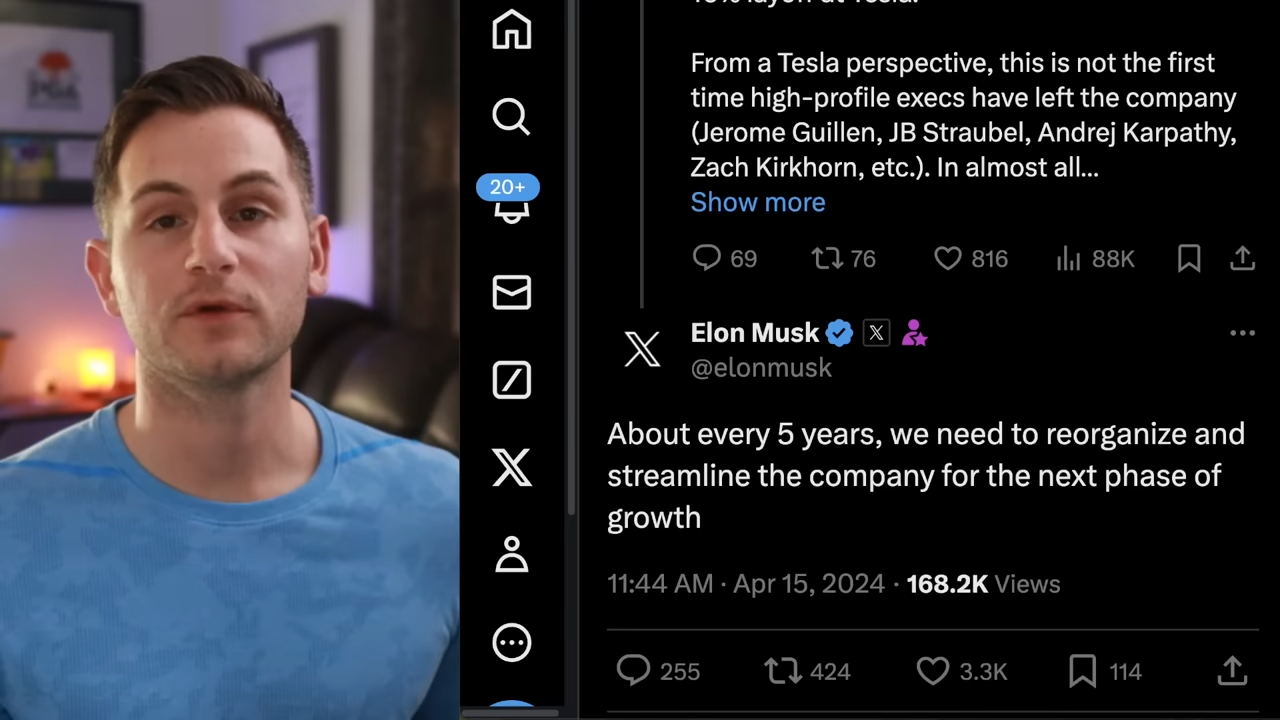 From a Tesla perspective, this is not the first
time high-profile execs have left the company
(Jerome Guillen, JB Straubel, Andrej Karpathy,
Zach Kirkhorn, etc.). In almost all...
Show more
69 76 816 88K
20+
Elon Musk
@elonmusk
About every 5 years, we need to reorganize and
streamline the company for the next phase of
growth
11:44 AM · Apr 15, 2024 · 168.2K Views
255 424 3.3K 114